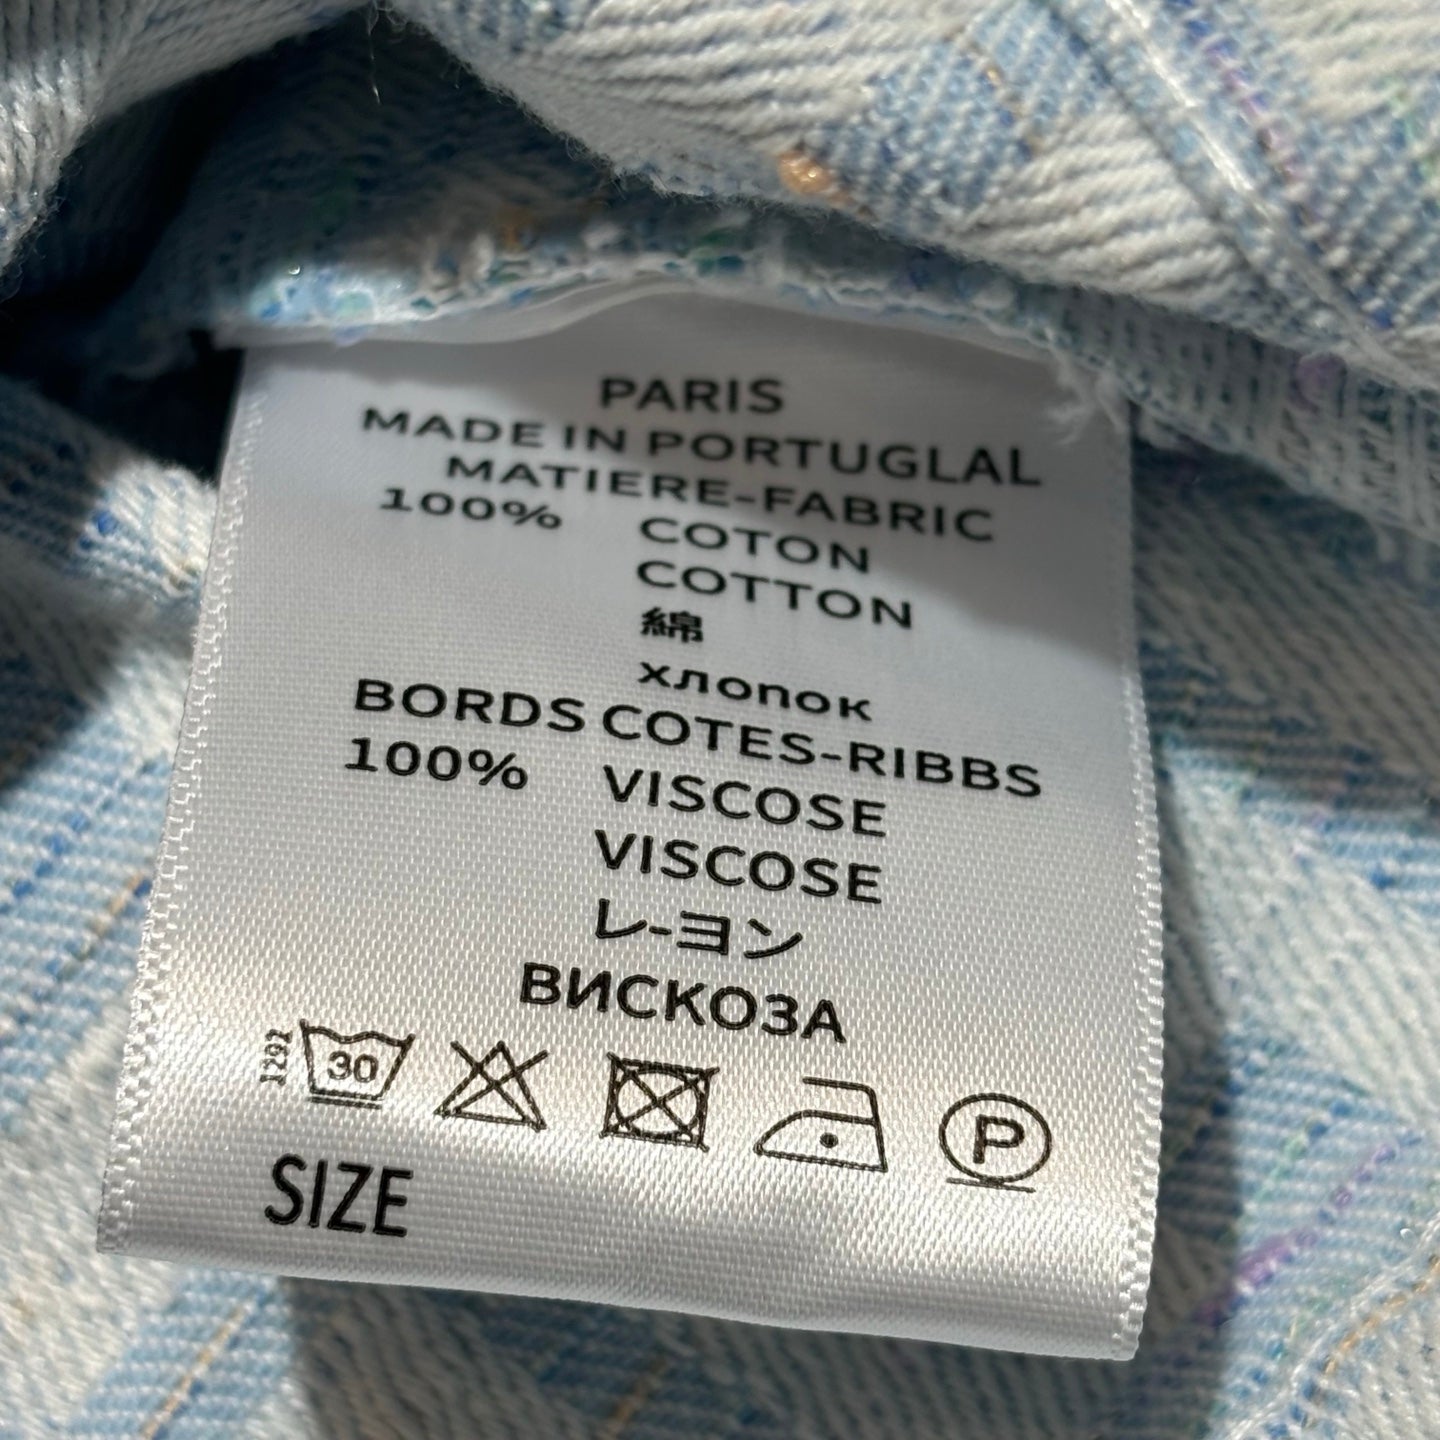 PARIS
MADE IN PORTUGLAL
MATIERE-FABRIC
100% COTON
COTTON
綿
хлопок
BORDS COTES-RIBBS
100% VISCOSE
VISCOSE
レ-ヨン
ВИСКОЗА
1292
30
P
SIZE